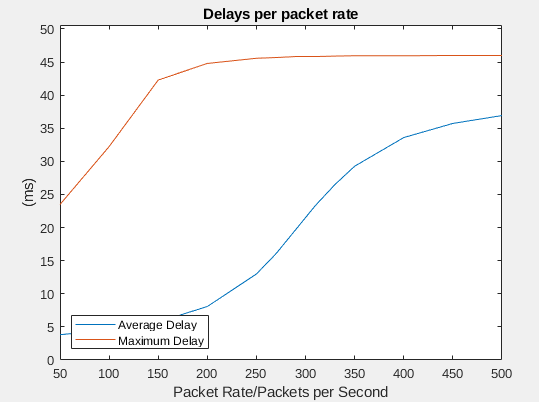 Delays per packet rate
50
45
40
35
30
25
20
15
10
5
0
(ms)
Average Delay
Maximum Delay
50 100 150 200 250 300 350 400 450 500
Packet Rate/Packets per Second